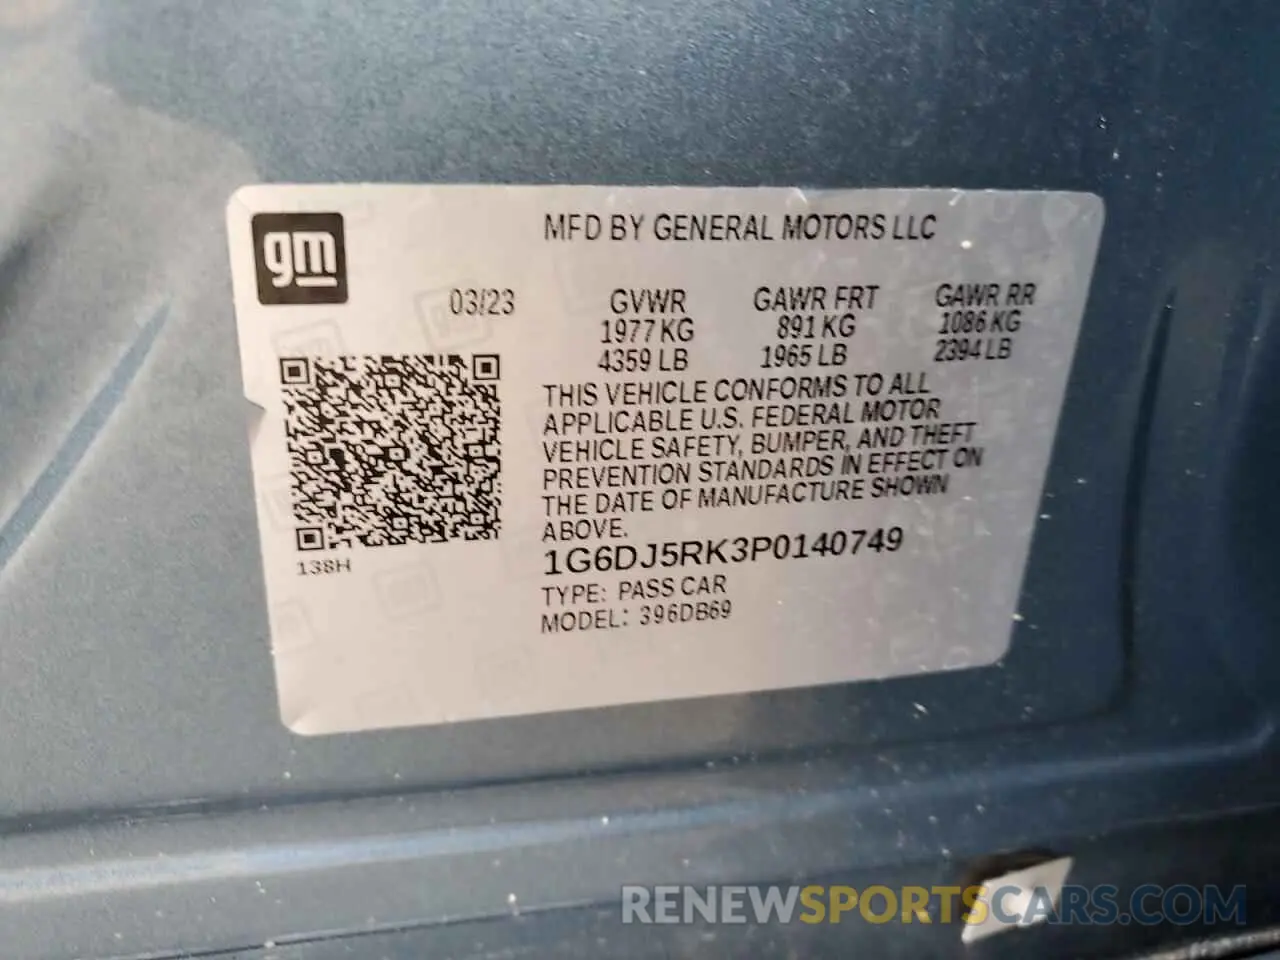 gm
MFD BY GENERAL MOTORS LLC
03/23 GVWR GAWR FRT GAWR RR
1977 KG 891 KG 1086 KG
4359 LB 1965 LB 2394 LB
THIS VEHICLE CONFORMS TO ALL
APPLICABLE U.S. FEDERAL MOTOR
VEHICLE SAFETY, BUMPER, AND THEFT
PREVENTION STANDARDS IN EFFECT ON
THE DATE OF MANUFACTURE SHOWN
ABOVE.
1G6DJ5RK3P0140749
138H
TYPE: PASS CAR
MODEL: 396DB69
RENEWSPORTSCARS.COM